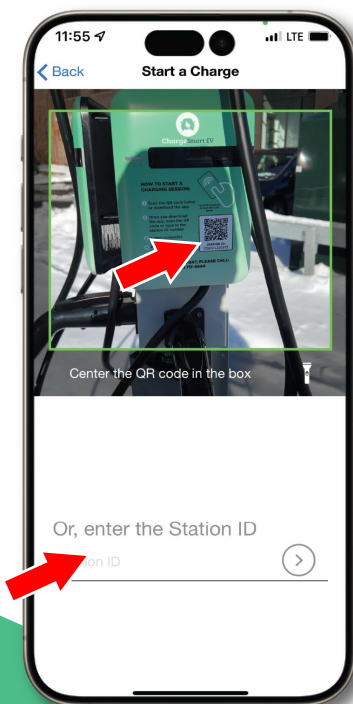 11:55
LTE
Back
Start a Charge
ChargeSmart EV
HOW TO START A
CHARGING SESSION:
Center the QR code in the box
Or, enter the Station ID
ion ID